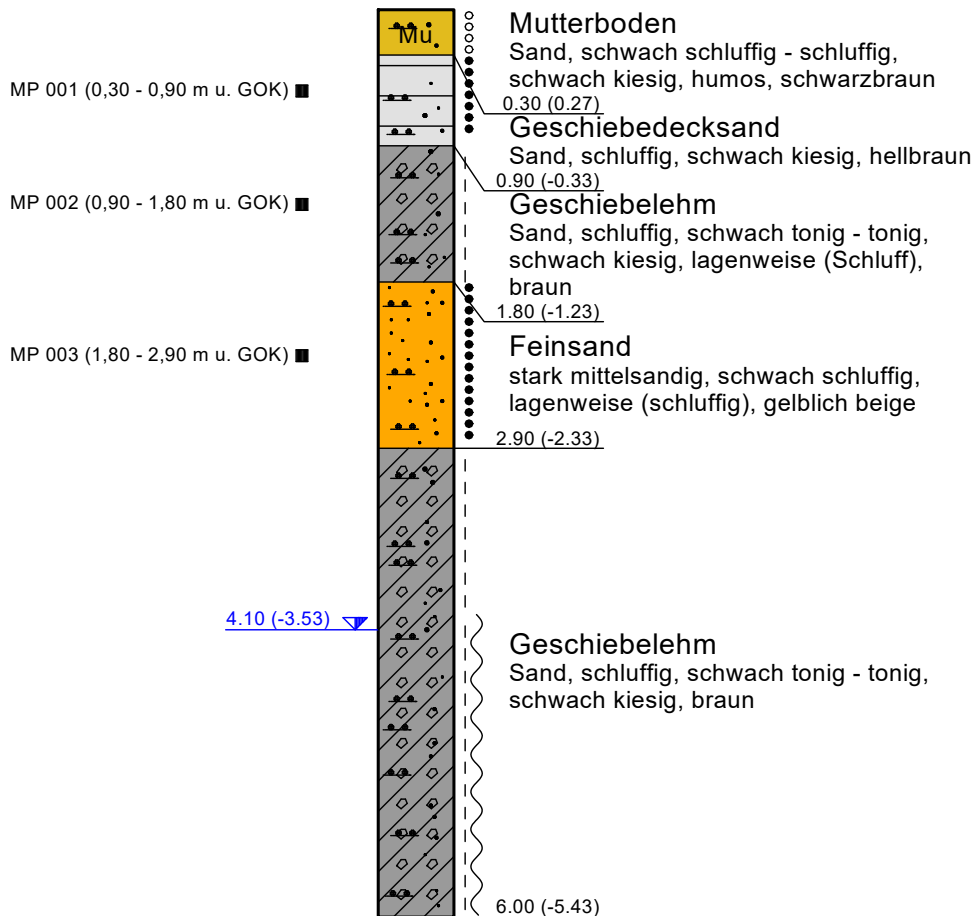 Mu
Mutterboden
Sand, schwach schluffig - schluffig,
schwach kiesig, humos, schwarzbraun
MP 001 (0,30 - 0,90 m u. GOK)
0.30 (0.27)
Geschiebedecksand
Sand, schluffig, schwach kiesig, hellbraun
0.90 (-0.33)
MP 002 (0,90 - 1,80 m u. GOK)
Geschiebelehm
Sand, schluffig, schwach tonig - tonig,
schwach kiesig, lagenweise (Schluff),
braun
1.80 (-1.23)
MP 003 (1,80 - 2,90 m u. GOK)
Feinsand
stark mittelsandig, schwach schluffig,
lagenweise (schluffig), gelblich beige
2.90 (-2.33)
4.10 (-3.53)
Geschiebelehm
Sand, schluffig, schwach tonig - tonig,
schwach kiesig, braun
6.00 (-5.43)